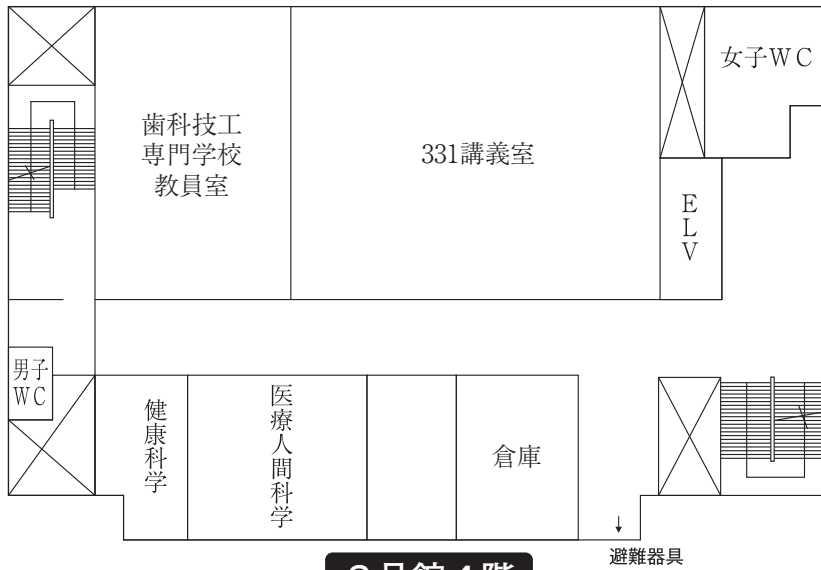 女子WC
歯科技工
専門学校
教員室
331講義室
ELV
男子
WC
健康科学
医療人間科学
倉庫
避難器具